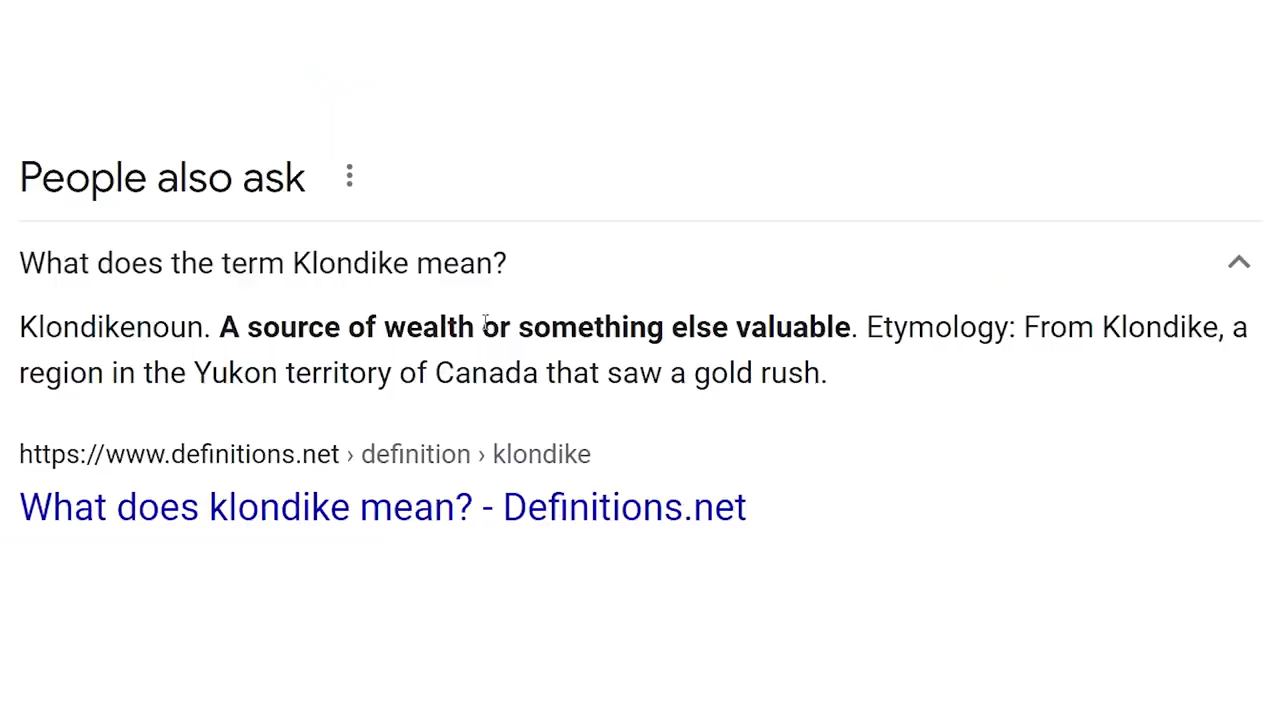 People also ask
What does the term Klondike mean?
Klondikenoun. A source of wealth or something else valuable. Etymology: From Klondike, a
region in the Yukon territory of Canada that saw a gold rush.
https://www.definitions.net › definition › klondike
What does klondike mean? - Definitions.net